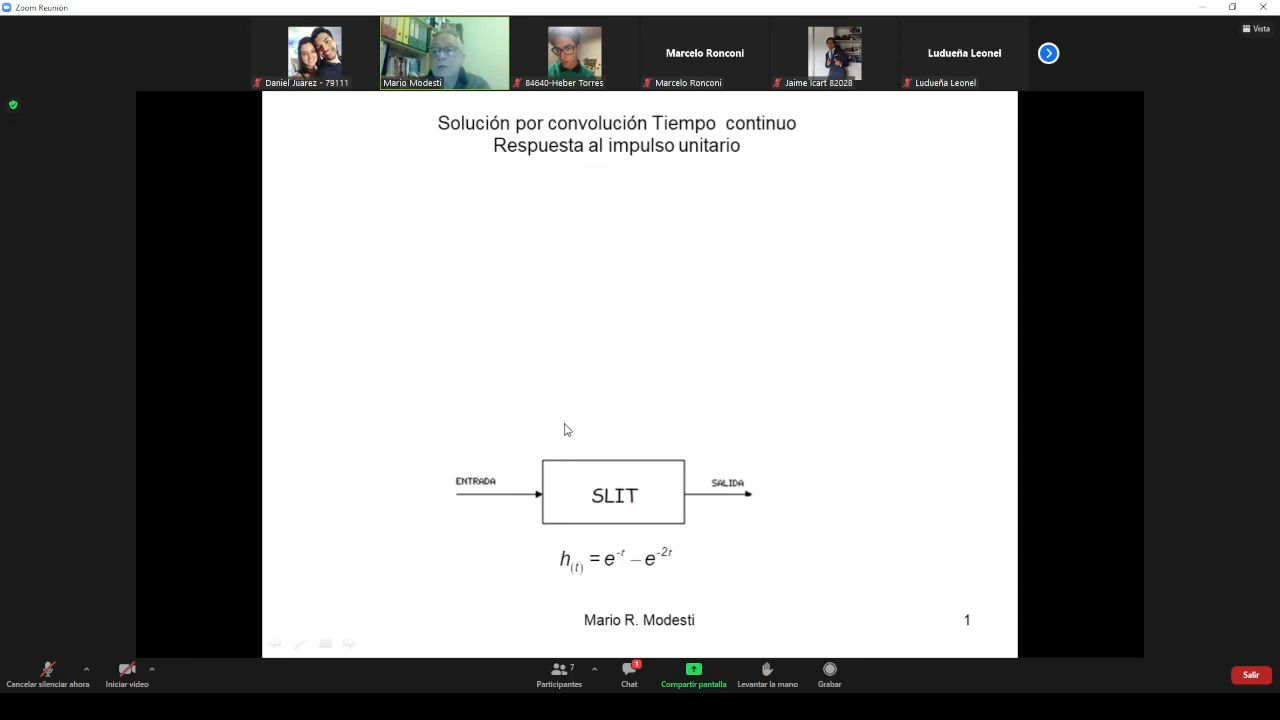 Zoom Reunión
Vista
Marcelo Ronconi
Ludueña Leonel
Daniel Juarez - 79111
Mario Modesti
84640-Heber Torres
Marcelo Ronconi
Jaime Icart 82028
Ludueña Leonel
Solución por convolución Tiempo continuo
Respuesta al impulso unitario
ENTRADA
SLIT
SALIDA
h(t) = e^-t – e^-2t
Mario R. Modesti
1
Cancelar silenciar ahora
Iniciar video
7
Participantes
1
Chat
Compartir pantalla
Levantar la mano
Grabar
Salir